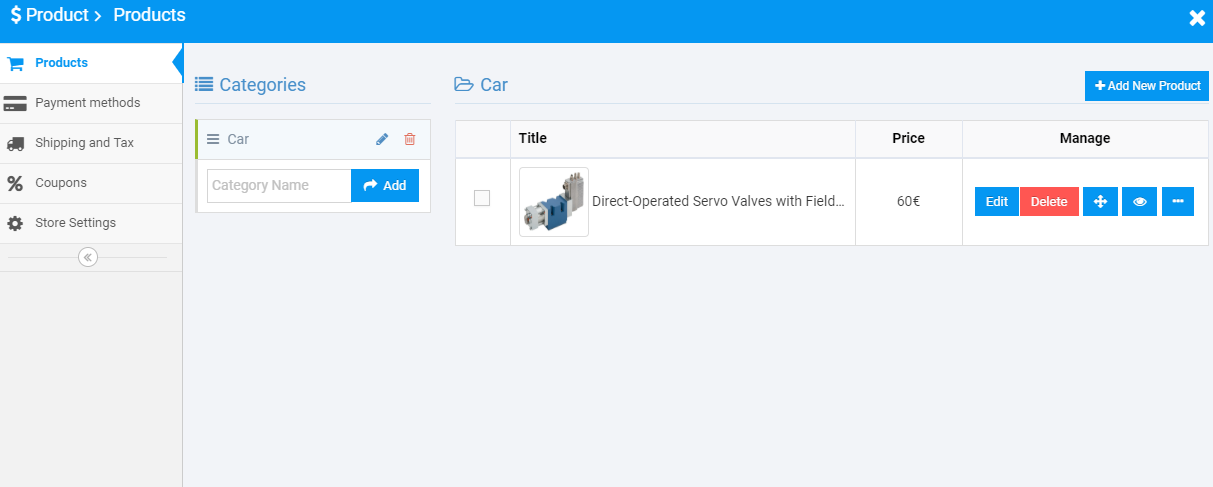 Product
Products
Products
Payment methods
Shipping and Tax
Coupons
Store Settings
Categories
Car
Category Name
Add
Car
Add New Product
Title
Price
Manage
Direct-Operated Servo Valves with Field…
60€
Edit
Delete